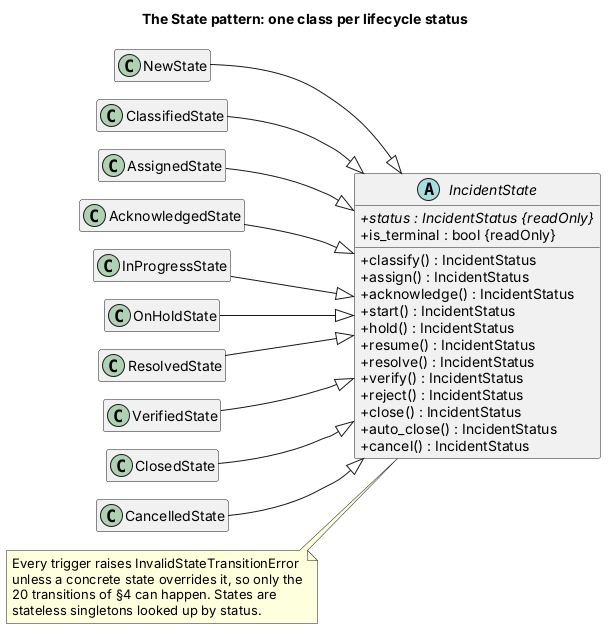 The State pattern: one class per lifecycle status
C NewState
C ClassifiedState
C AssignedState
C AcknowledgedState
C InProgressState
C OnHoldState
C ResolvedState
C VerifiedState
C ClosedState
C CancelledState
A IncidentState
+status : IncidentStatus {readOnly}
+is_terminal : bool {readOnly}
+classify() : IncidentStatus
+assign() : IncidentStatus
+acknowledge() : IncidentStatus
+start() : IncidentStatus
+hold() : IncidentStatus
+resume() : IncidentStatus
+resolve() : IncidentStatus
+verify() : IncidentStatus
+reject() : IncidentStatus
+close() : IncidentStatus
+auto_close() : IncidentStatus
+cancel() : IncidentStatus
Every trigger raises InvalidStateTransitionError
unless a concrete state overrides it, so only the
20 transitions of §4 can happen. States are
stateless singletons looked up by status.